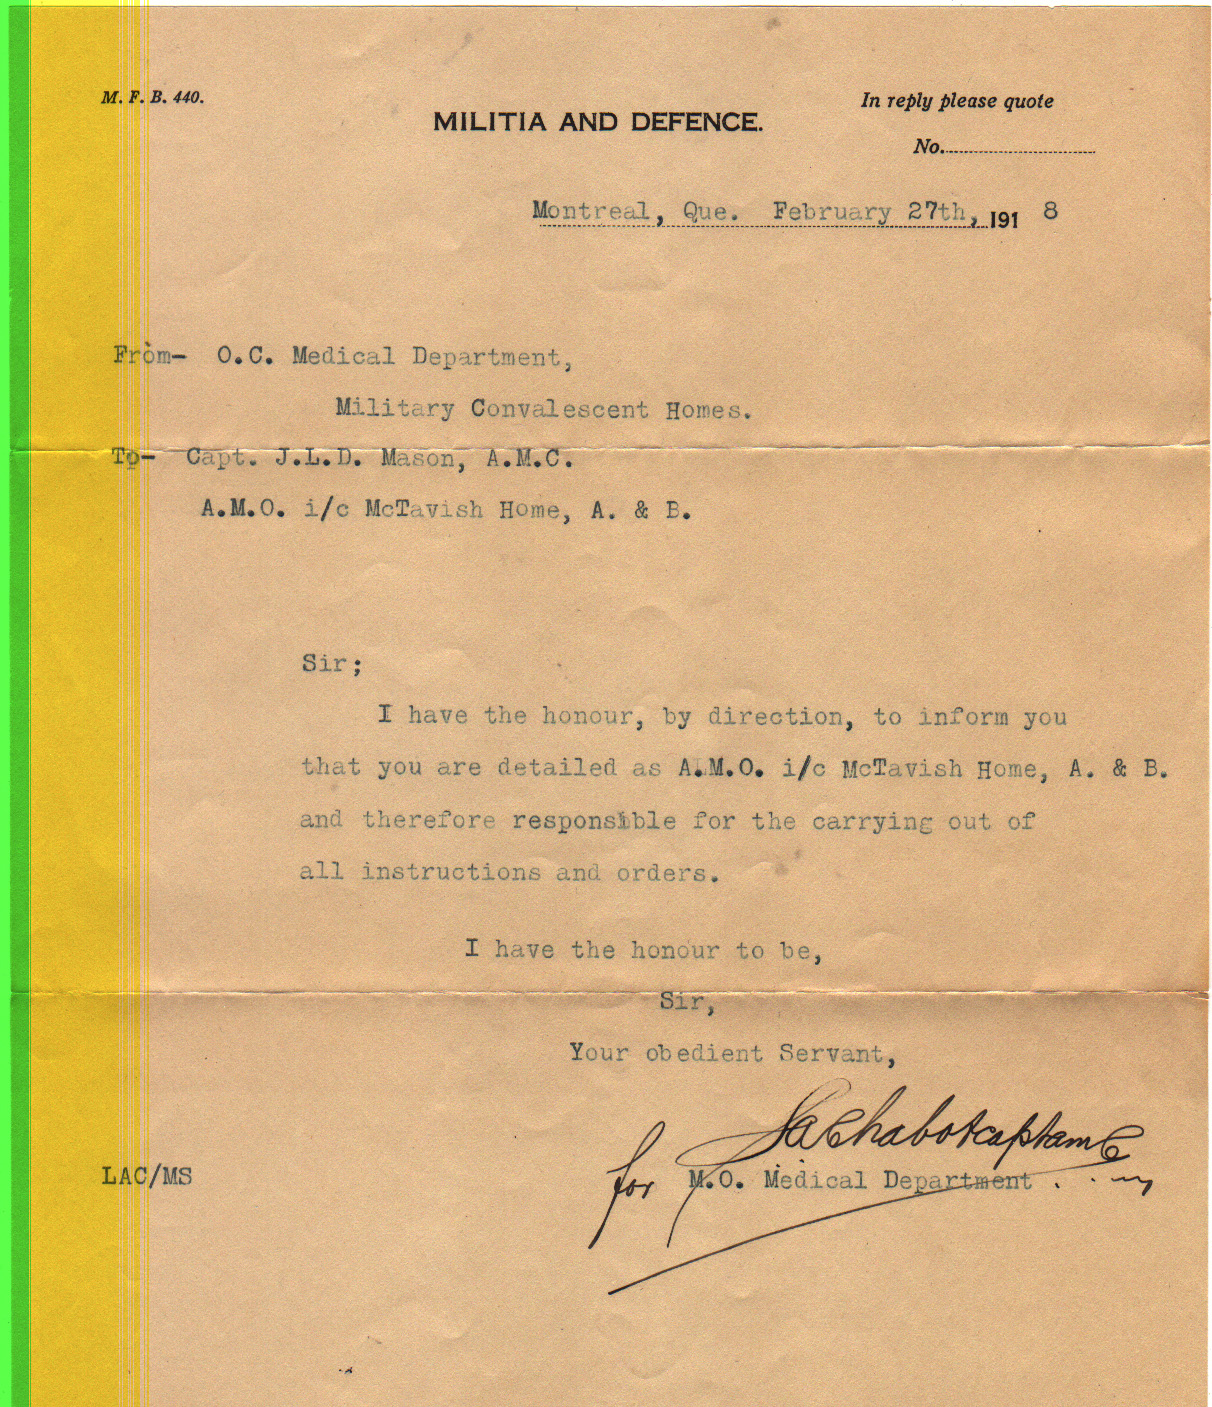 M. F. B. 440.
In reply please quote
MILITIA AND DEFENCE.
No.
Montreal, Que. February 27th, 191 8
From- O.C. Medical Department,
Military Convalescent Homes.
To- Capt. J.L.D. Mason, A.M.C.
A.M.O. i/c McTavish Home, A. & B.
Sir;
I have the honour, by direction, to inform you
that you are detailed as A.M.O. i/c McTavish Home, A. & B.
and therefore responsible for the carrying out of
all instructions and orders.
I have the honour to be,
Sir,
Your obedient Servant,
LaChabot capt amc
LAC/MS
for M.O. Medical Department